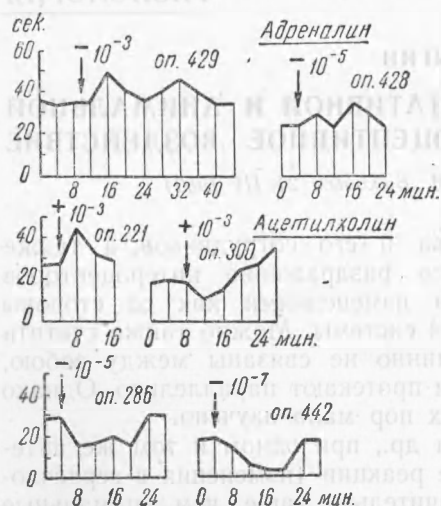 сек.
Адреналин
60
40
20
0
− 10⁻³
оп. 429
− 10⁻⁵
оп. 428
8 16 24 32 40
0 8 16 24 мин.
Ацетилхолин
40
20
0
+ 10⁻³
оп. 221
+ 10⁻³
оп. 300
8 16
0 8 16 24 мин.
40
20
0
− 10⁻⁵
оп. 286
− 10⁻⁷
оп. 442
8 16 24
0 8 16 24 мин.